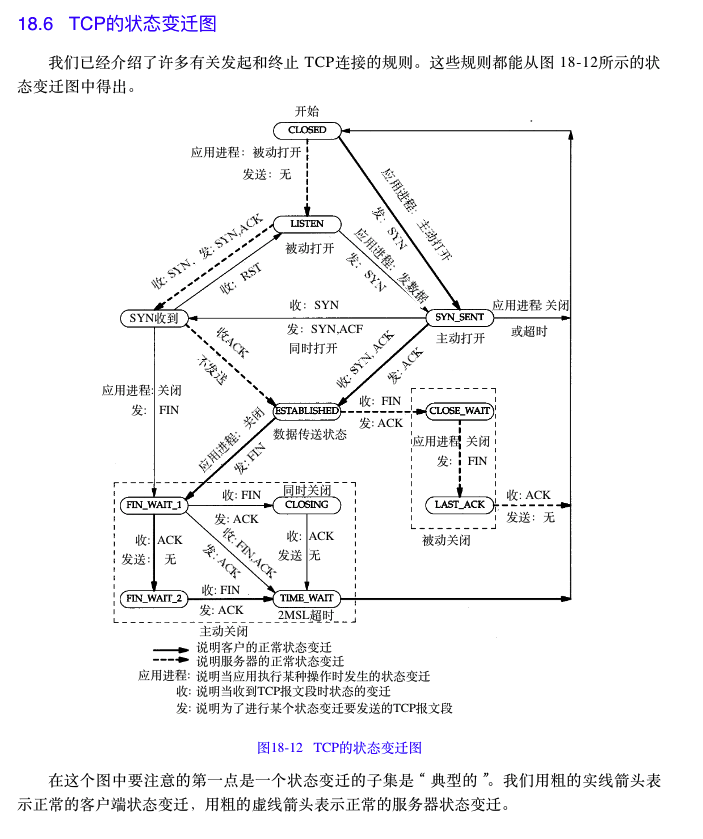 18.6 TCP的状态变迁图
我们已经介绍了许多有关发起和终止 TCP连接的规则。这些规则都能从图 18-12所示的状
态变迁图中得出。
开始
CLOSED
应用进程：被动打开
发送：无
应用进程：主动打开
发：SYN
LISTEN
被动打开
收：SYN，发：SYN,ACK
收：RST
应用进程：发数据
发：SYN
SYN收到
收：SYN
发：SYN,ACF
同时打开
SYN_SENT
主动打开
应用进程:关闭
或超时
收ACK
不发送
收：SYN, ACK
发：ACK
应用进程:关闭
发：FIN
ESTABLISHED
数据传送状态
收：FIN
发: ACK
CLOSE_WAIT
应用进程 关闭
发： FIN
应用进程：关闭
发：FIN
LAST_ACK
收：ACK
发送：无
被动关闭
FIN_WAIT_1
收：FIN
发: ACK
同时关闭
CLOSING
收： ACK
发送： 无
收：FIN,ACK
发：ACK
收： ACK
发送 无
FIN_WAIT_2
收: FIN
发: ACK
TIME_WAIT
2MSL超时
主动关闭
说明客户的正常状态变迁
说明服务器的正常状态变迁
应用进程：说明当应用执行某种操作时发生的状态变迁
收：说明当收到TCP报文段时状态的变迁
发：说明为了进行某个状态变迁要发送的TCP报文段
图18-12 TCP的状态变迁图
在这个图中要注意的第一点是一个状态变迁的子集是“ 典型的 ”。我们用粗的实线箭头表
示正常的客户端状态变迁，用粗的虚线箭头表示正常的服务器状态变迁。